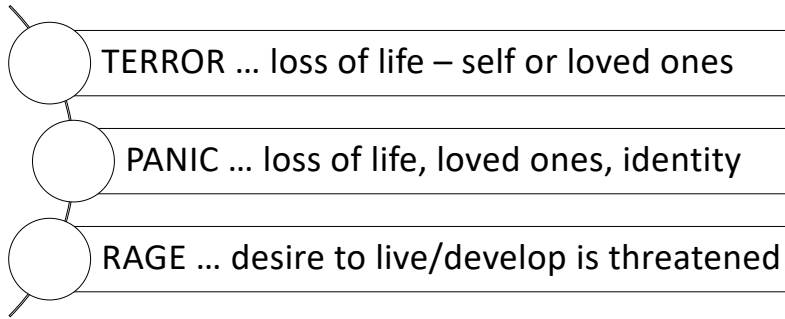 TERROR … loss of life – self or loved ones
PANIC … loss of life, loved ones, identity
RAGE … desire to live/develop is threatened